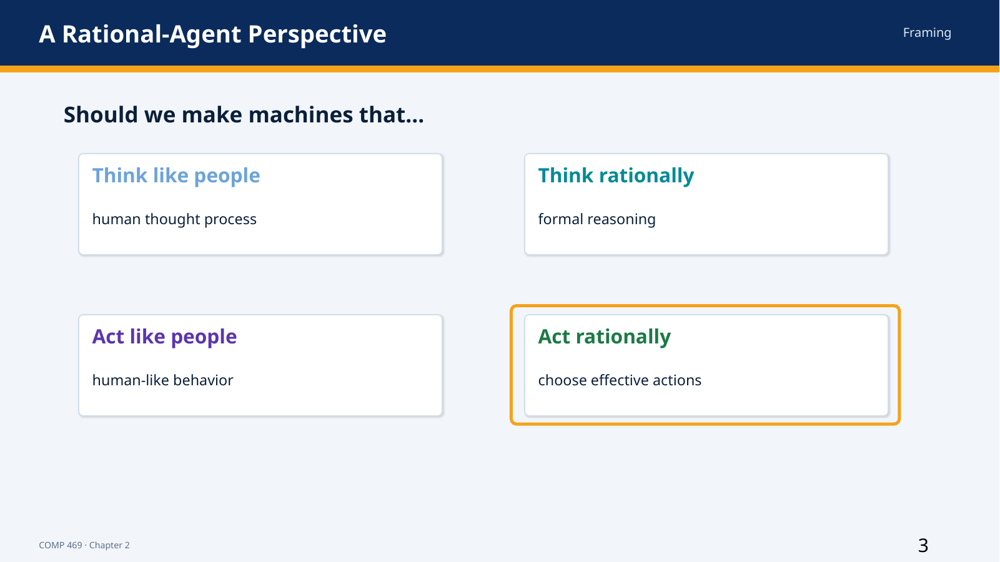 A Rational-Agent Perspective
Framing
Should we make machines that...
Think like people
human thought process
Think rationally
formal reasoning
Act like people
human-like behavior
Act rationally
choose effective actions
COMP 469 · Chapter 2
3